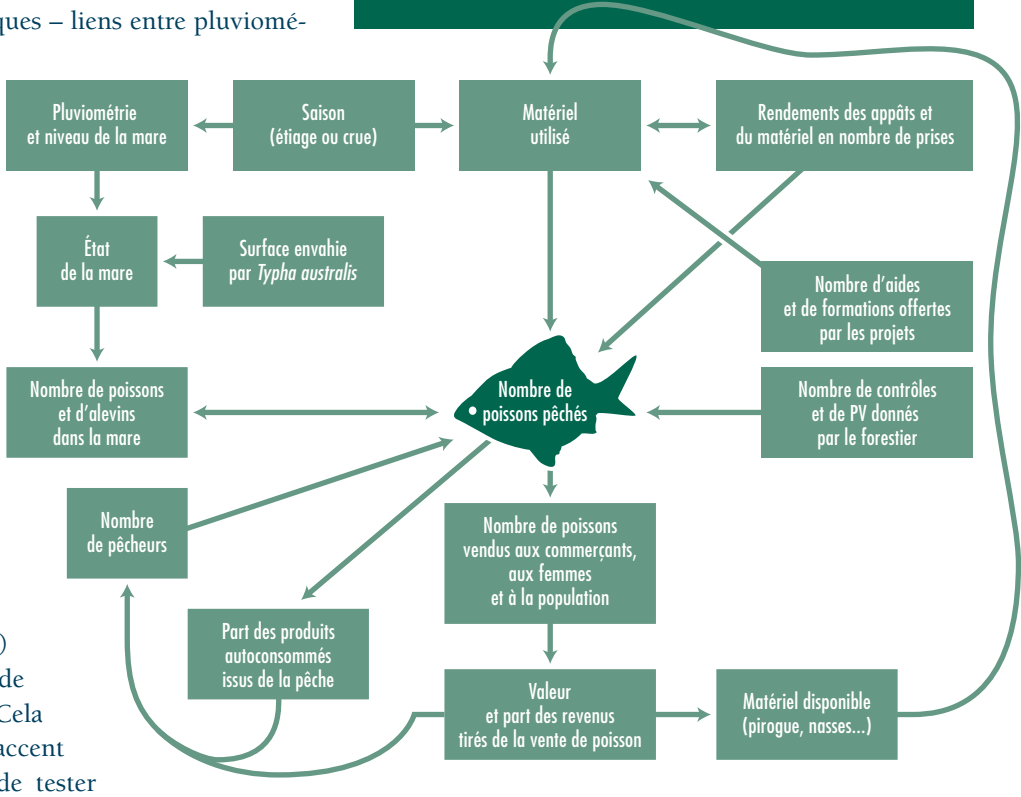 ques – liens entre pluviomé-
Pluviométrie
et niveau de la mare
Saison
(étiage ou crue)
Matériel
utilisé
Rendements des appâts et
du matériel en nombre de prises
État
de la mare
Surface envahie
par Typha australis
Nombre d'aides
et de formations offertes
par les projets
Nombre de poissons
et d'alevins
dans la mare
Nombre de
poissons pêchés
Nombre de contrôles
et de PV donnés
par le forestier
Nombre
de pêcheurs
Nombre de poissons
vendus aux commerçants,
aux femmes
et à la population
Part des produits
autoconsommés
issus de la pêche
Valeur
et part des revenus
tirés de la vente de poisson
Matériel disponible
(pirogue, nasses...)
)
de
Cela
accent
de tester